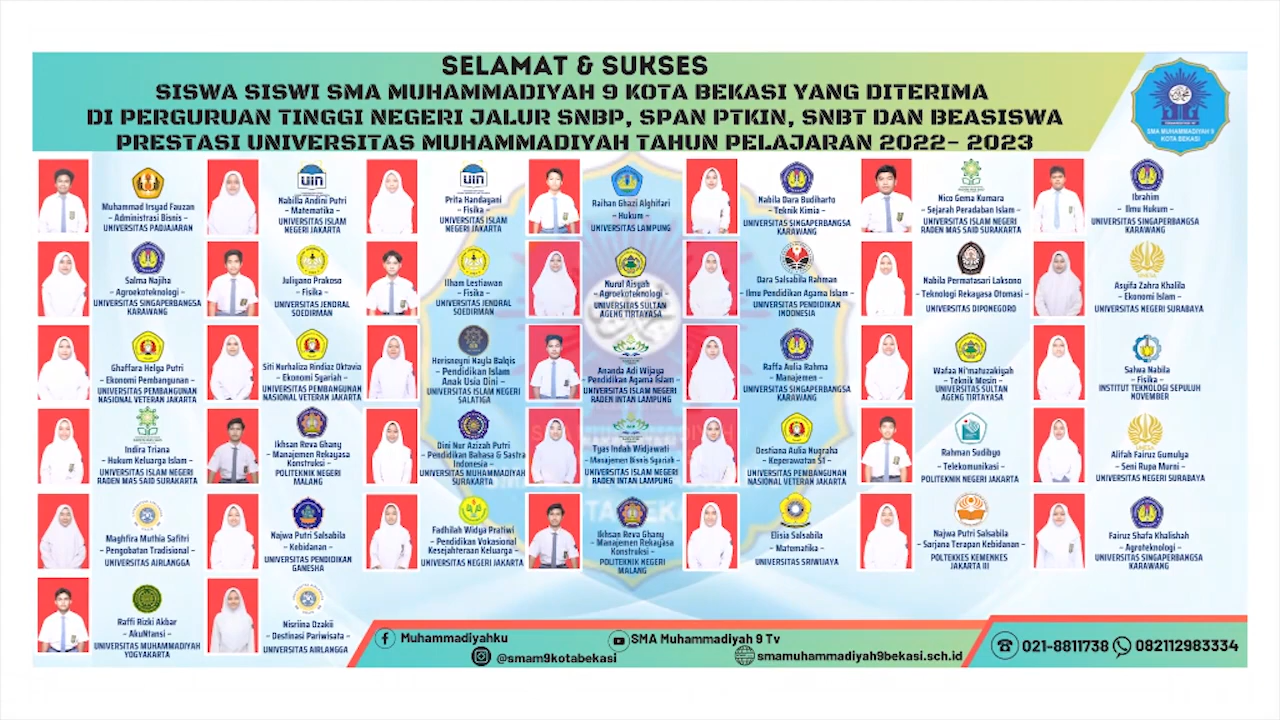 SELAMAT & SUKSES
SISWA SISWI SMA MUHAMMADIYAH 9 KOTA BEKASI YANG DITERIMA
DI PERGURUAN TINGGI NEGERI JALUR SNBP, SPAN PTKIN, SNBT DAN BEASISWA
PRESTASI UNIVERSITAS MUHAMMADIYAH TAHUN PELAJARAN 2022- 2023
SMA MUHAMMADIYAH 9
KOTA BEKASI
Muhammad Irsyad Fauzan
- Administrasi Bisnis -
UNIVERSITAS PADJAJARAN
uin
Nabilla Andini Putri
- Matematika -
UNIVERSITAS ISLAM
NEGERI JAKARTA
uin
Prita Handayani
- Fisika -
UNIVERSITAS ISLAM
NEGERI JAKARTA
Raihan Ghazi Alghifari
- Hukum -
UNIVERSITAS LAMPUNG
Nabila Dara Budiharto
- Teknik Kimia -
UNIVERSITAS SINGAPERBANGSA
KARAWANG
Nico Gema Kumara
- Sejarah Peradaban Islam -
UNIVERSITAS ISLAM NEGERI
RADEN MAS SAID SURAKARTA
Ibrahim
- Ilmu Hukum -
UNIVERSITAS SINGAPERBANGSA
KARAWANG
Salma Najiha
- Agroekoteknologi -
UNIVERSITAS SINGAPERBANGSA
KARAWANG
Juliyano Prakoso
- Fisika -
UNIVERSITAS JENDRAL
SOEDIRMAN
Ilham Lestiawan
- Fisika -
UNIVERSITAS JENDRAL
SOEDIRMAN
Nurul Aisyah
- Agroekoteknologi -
UNIVERSITAS SULTAN
AGENG TIRTAYASA
Dara Salsabila Rahman
- Ilmu Pendidikan Agama Islam -
UNIVERSITAS PENDIDIKAN
INDONESIA
Nabila Permatasari Laksono
- Teknologi Rekayasa Otomasi -
UNIVERSITAS DIPONEGORO
Asyifa Zahra Khalila
- Ekonomi Islam -
UNIVERSITAS NEGERI SURABAYA
Ghaffara Helga Putri
- Ekonomi Pembangunan -
UNIVERSITAS PEMBANGUNAN
NASIONAL VETERAN JAKARTA
Siti Nurhaliza Rindiaz Oktavia
- Ekonomi Syariah -
UNIVERSITAS PEMBANGUNAN
NASIONAL VETERAN JAKARTA
Herisneyni Nayla Balqis
- Pendidikan Islam
Anak Usia Dini -
UNIVERSITAS ISLAM NEGERI
SALATIGA
Ananda Adi Wijaya
- Pendidikan Agama Islam -
UNIVERSITAS ISLAM NEGERI
RADEN INTAN LAMPUNG
Raffa Aulia Rahma
- Manajemen -
UNIVERSITAS SINGAPERBANGSA
KARAWANG
Wafaa Ni'matuzakiyah
- Teknik Mesin -
UNIVERSITAS SULTAN
AGENG TIRTAYASA
Salwa Nabila
- Fisika -
INSTITUT TEKNOLOGI SEPULUH
NOVEMBER
Indira Triana
- Hukum Keluarga Islam -
UNIVERSITAS ISLAM NEGERI
RADEN MAS SAID SURAKARTA
Ikhsan Reva Ghany
- Manajemen Rekayasa
Konstruksi -
POLITEKNIK NEGERI
MALANG
Dini Nur Azizah Putri
- Pendidikan Bahasa & Sastra
Indonesia -
UNIVERSITAS MUHAMMADIYAH
SURAKARTA
Tyas Indah Widjawati
- Manajemen Bisnis Syariah -
UNIVERSITAS ISLAM NEGERI
RADEN INTAN LAMPUNG
Destiana Aulia Nugraha
- Keperawatan S1 -
UNIVERSITAS PEMBANGUNAN
NASIONAL VETERAN JAKARTA
Rahman Sudibyo
- Telekomunikasi -
POLITEKNIK NEGERI JAKARTA
Alifah Fairuz Gumulya
- Seni Rupa Murni -
UNIVERSITAS NEGERI SURABAYA
Maghfira Muthia Safitri
- Pengobatan Tradisional -
UNIVERSITAS AIRLANGGA
Najwa Putri Salsabila
- Kebidanan -
UNIVERSITAS PENDIDIKAN
GANESHA
Fadhilah Widya Pratiwi
- Pendidikan Vokasional
Kesejahteraan Keluarga -
UNIVERSITAS NEGERI JAKARTA
Ikhsan Reva Ghany
- Manajemen Rekayasa
Konstruksi -
POLITEKNIK NEGERI
MALANG
Elisia Salsabila
- Matematika -
UNIVERSITAS SRIWIJAYA
Najwa Putri Salsabila
- Sarjana Terapan Kebidanan -
POLTEKKES KEMENKES
JAKARTA III
Fairuz Shafa Khalishah
- Agroteknologi -
UNIVERSITAS SINGAPERBANGSA
KARAWANG
Raffi Rizki Akbar
- AkuNtansi -
UNIVERSITAS MUHAMMADIYAH
YOGYAKARTA
Nisriina Dzakii
- Destinasi Pariwisata -
UNIVERSITAS AIRLANGGA
Muhammadiyahku
@smam9kotabekasi
SMA Muhammadiyah 9 Tv
smamuhammadiyah9bekasi.sch.id
021-8811738
082112983334